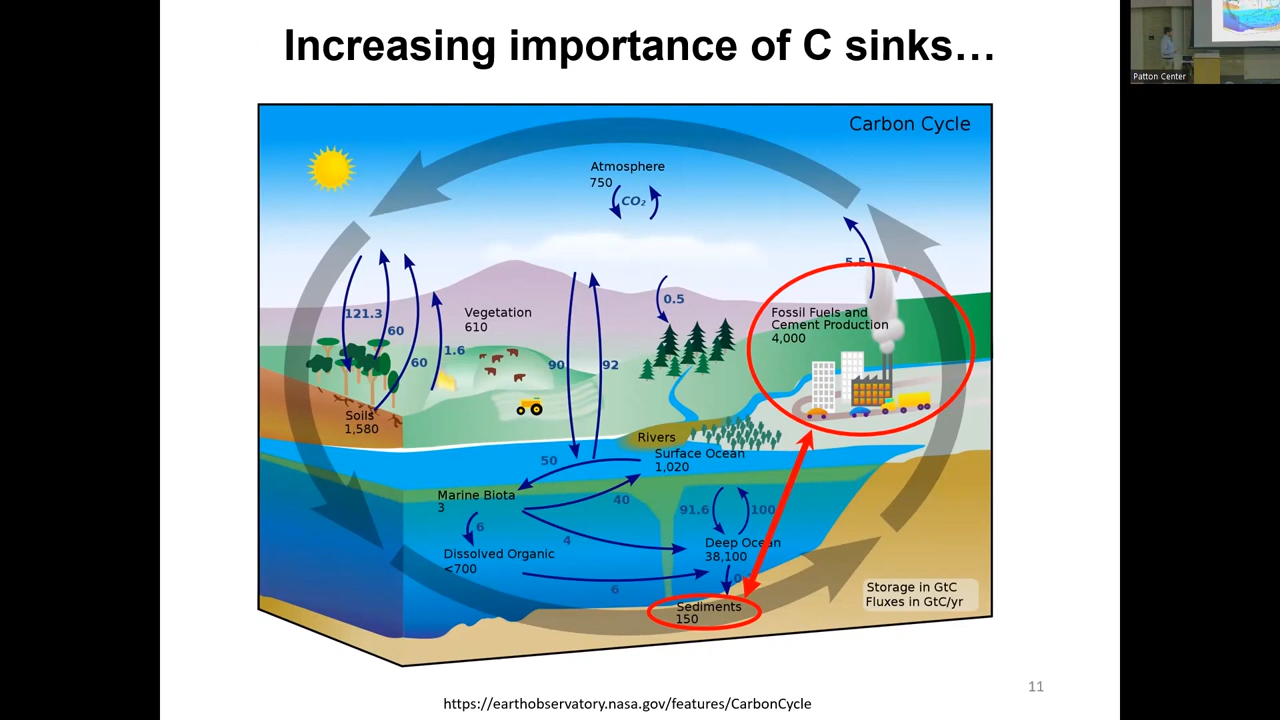 Increasing importance of C sinks…
Patton Center
Carbon Cycle
Atmosphere
750
CO₂
5.5
121.3
60
60
1.6
Vegetation
610
0.5
Fossil Fuels and
Cement Production
4,000
90
92
Soils
1,580
Rivers
Surface Ocean
1,020
50
Marine Biota
3
40
91.6
100
6
4
Deep Ocean
38,100
Dissolved Organic
<700
6
Sediments
150
Storage in GtC
Fluxes in GtC/yr
11
https://earthobservatory.nasa.gov/features/CarbonCycle